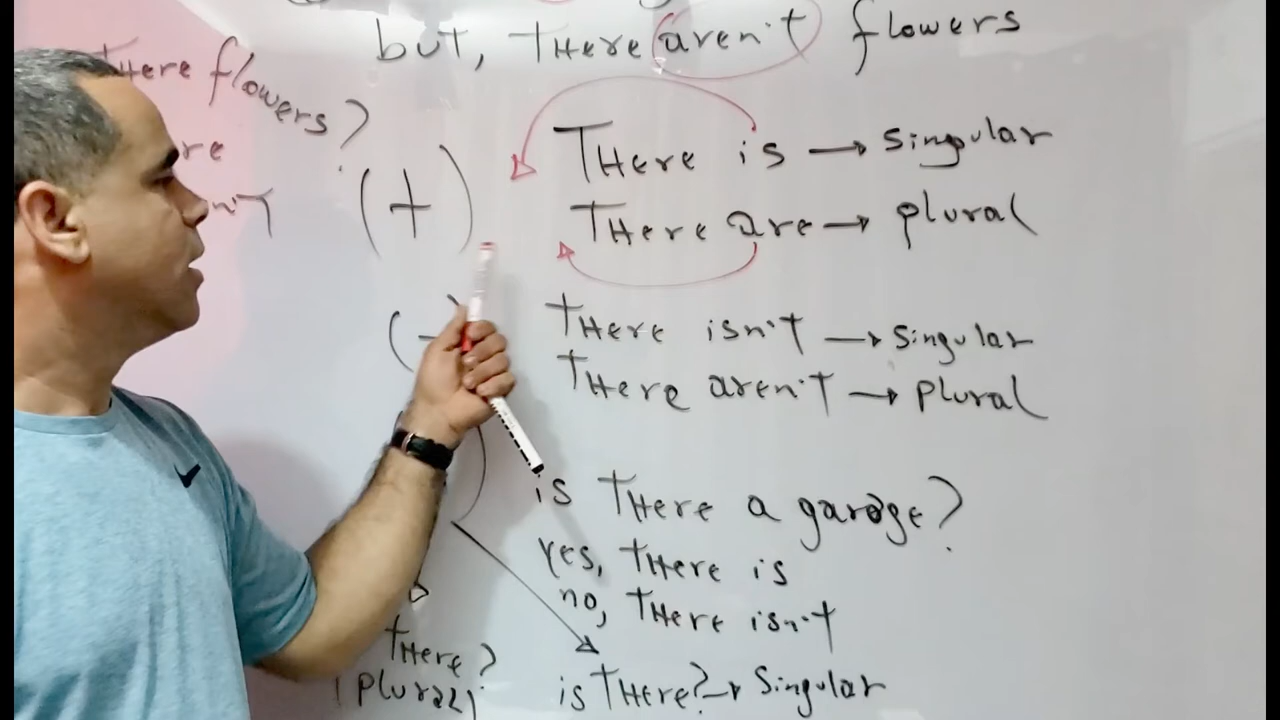 but, THere aren't flowers
THere flowers?
re
n't
(+)
THere is → singular
THere are → plural
(-)
THere isn't → singular
THere aren't → plural
is THere a garage?
yes, THere is
no, THere isn't
THere?
(plural)
is THere? → Singular